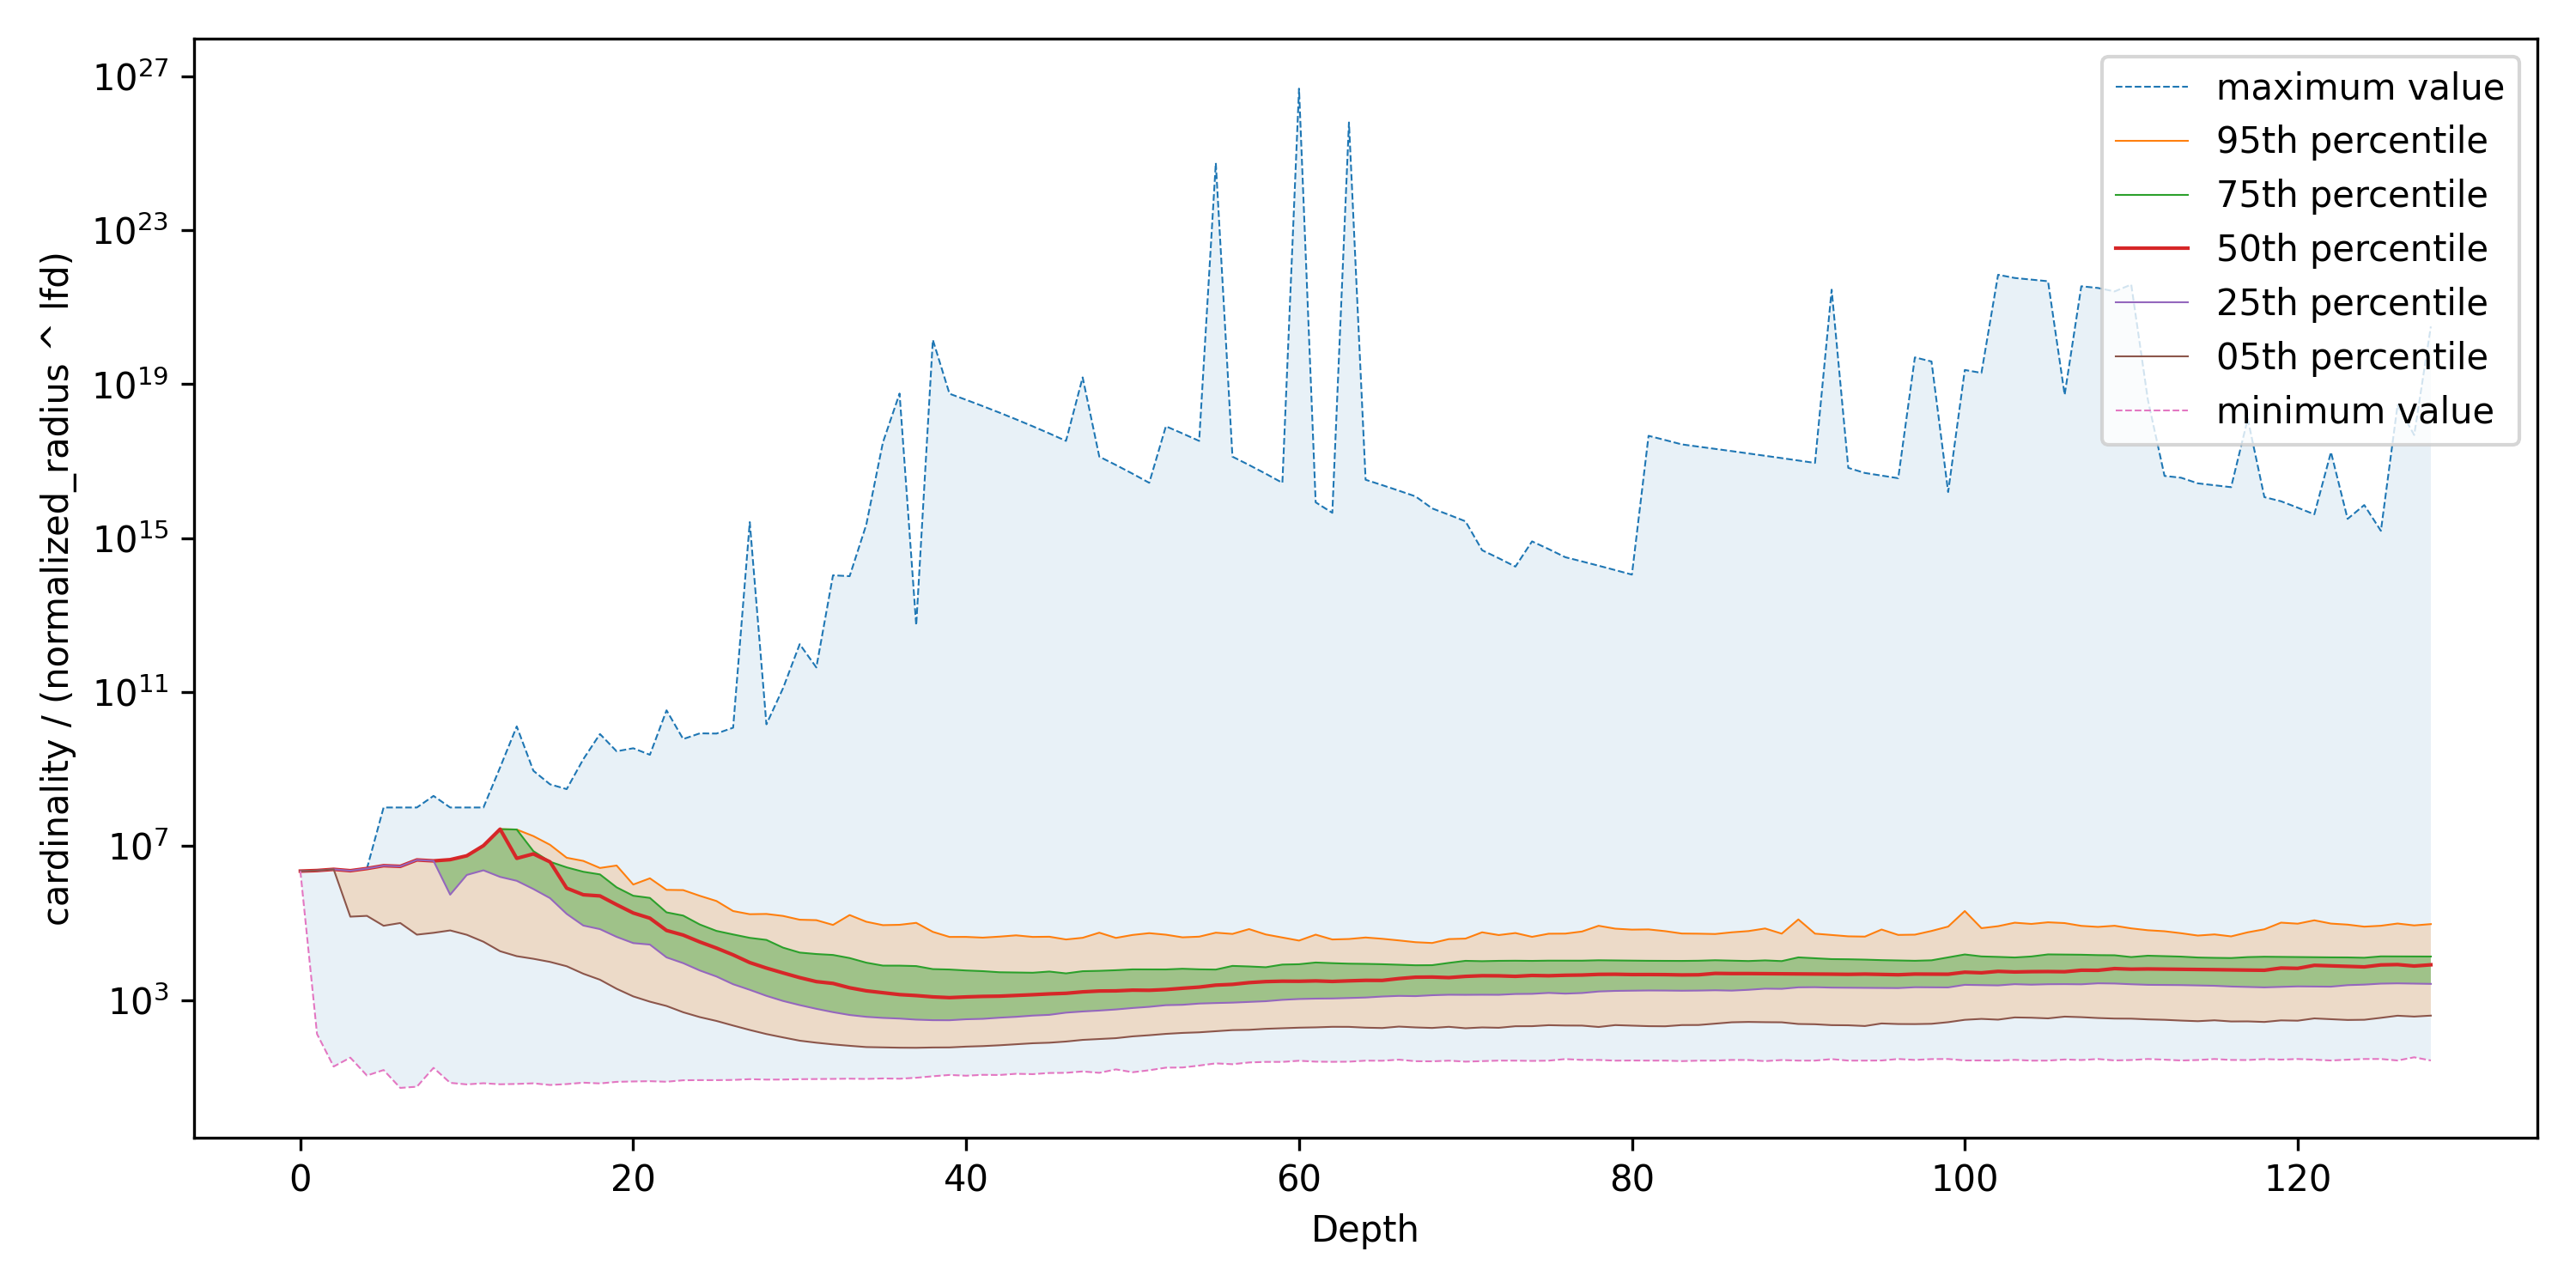 cardinality / (normalized_radius ^ lfd)
10^27
10^23
10^19
10^15
10^11
10^7
10^3
0 20 40 60 80 100 120
Depth
maximum value
95th percentile
75th percentile
50th percentile
25th percentile
05th percentile
minimum value